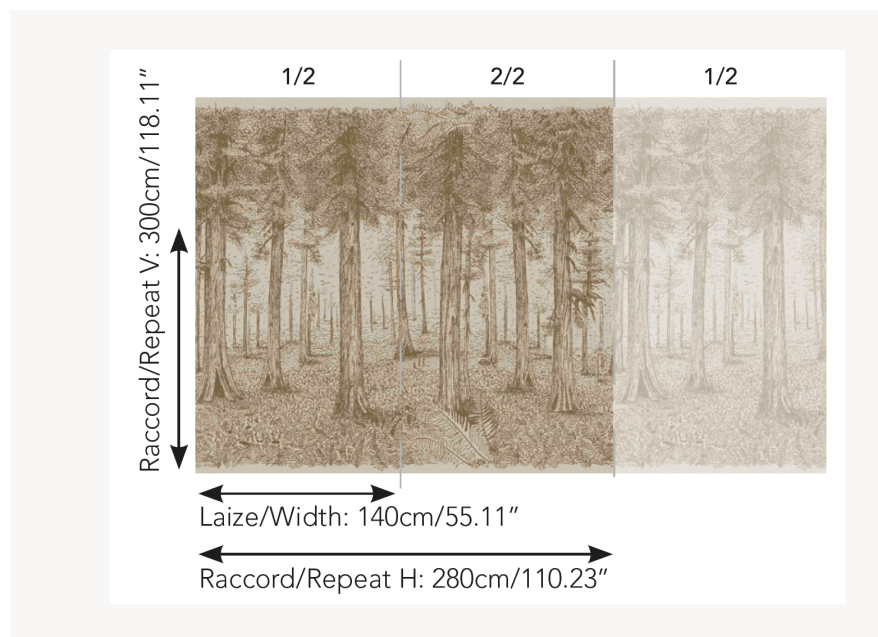 1/2
2/2
1/2
Raccord/Repeat V: 300cm/118.11″
Laize/Width: 140cm/55.11″
Raccord/Repeat H: 280cm/110.23″